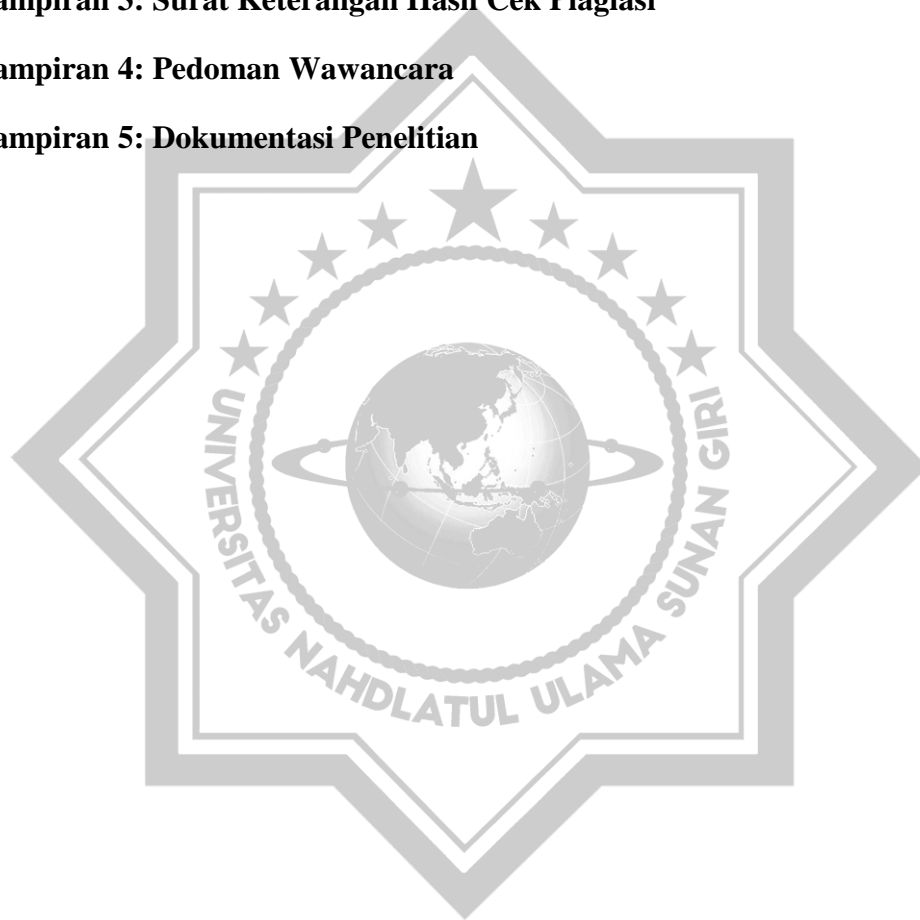 ampiran 3: Surat Keterangan Hasil Cek Plagiasi
ampiran 4: Pedoman Wawancara
ampiran 5: Dokumentasi Penelitian
UNIVERSITAS NAHDLATUL ULAMA SUNAN GIRI